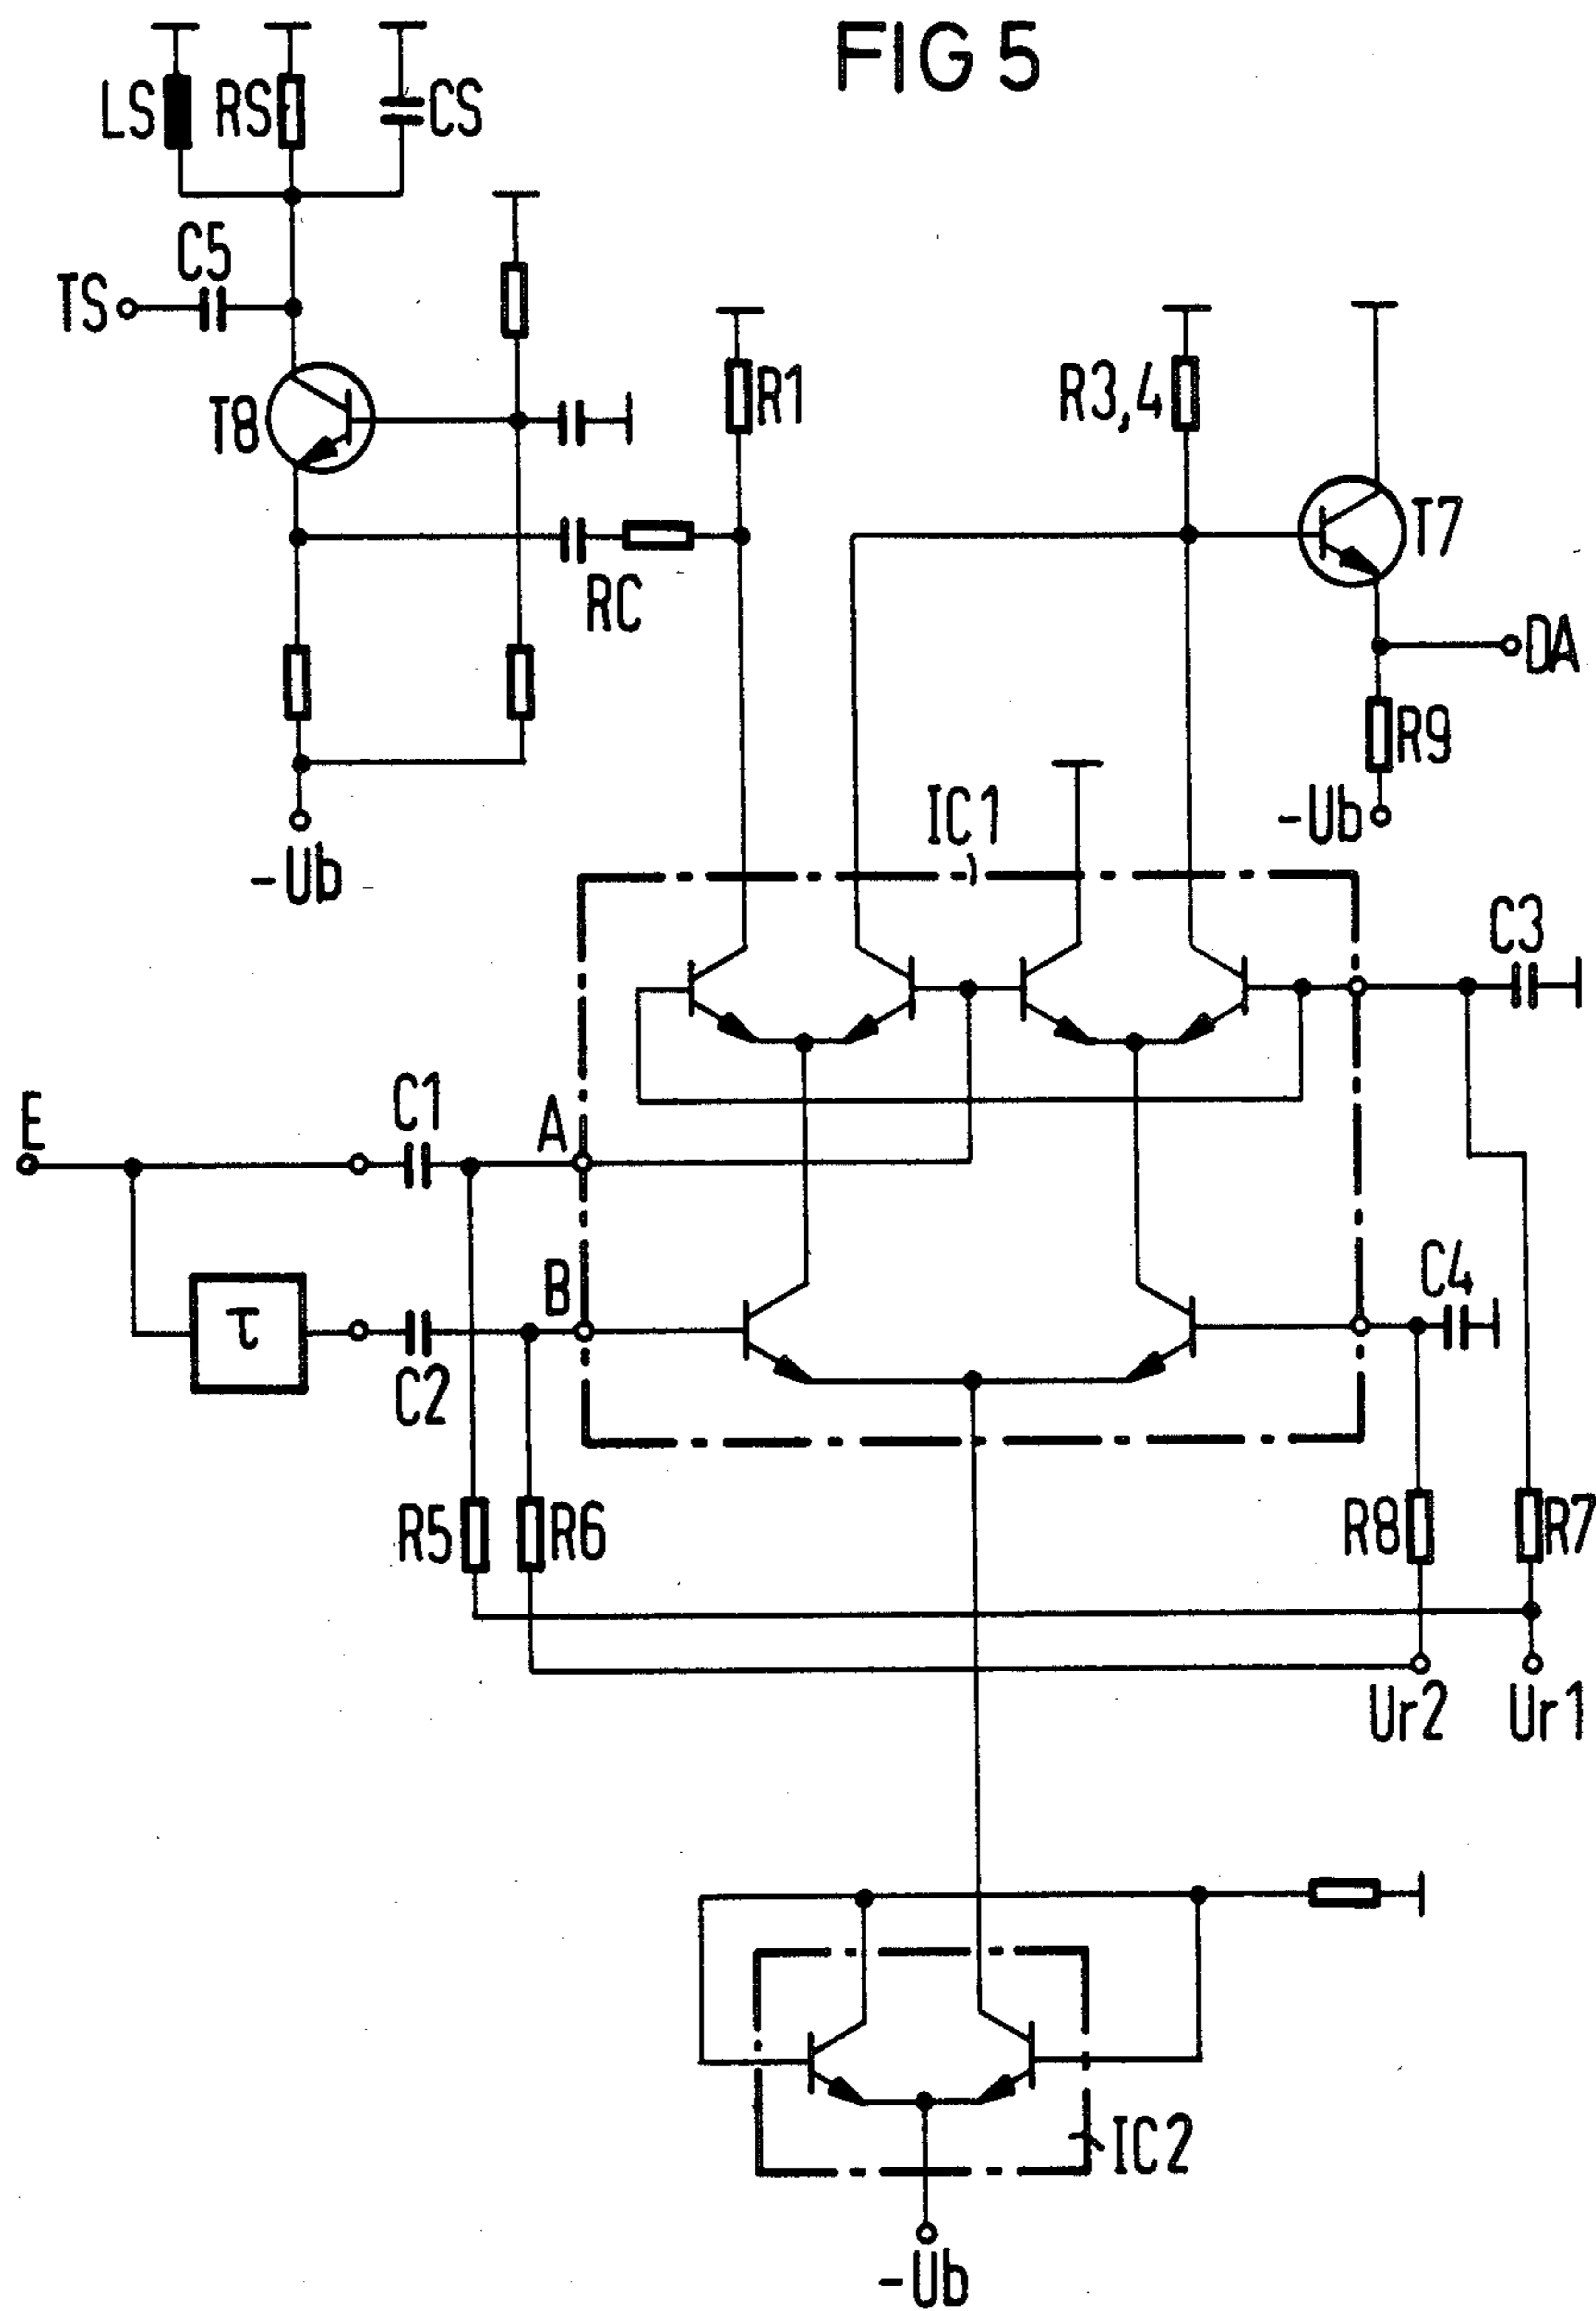 FIG 5
LS
RS
CS
C5
TS
T8
R1
R3,4
T7
RC
DA
R9
-Ub
IC1
-Ub
C3
E
C1
A
B
C4
τ
C2
R5
R6
R8
R7
Ur2
Ur1
IC2
-Ub